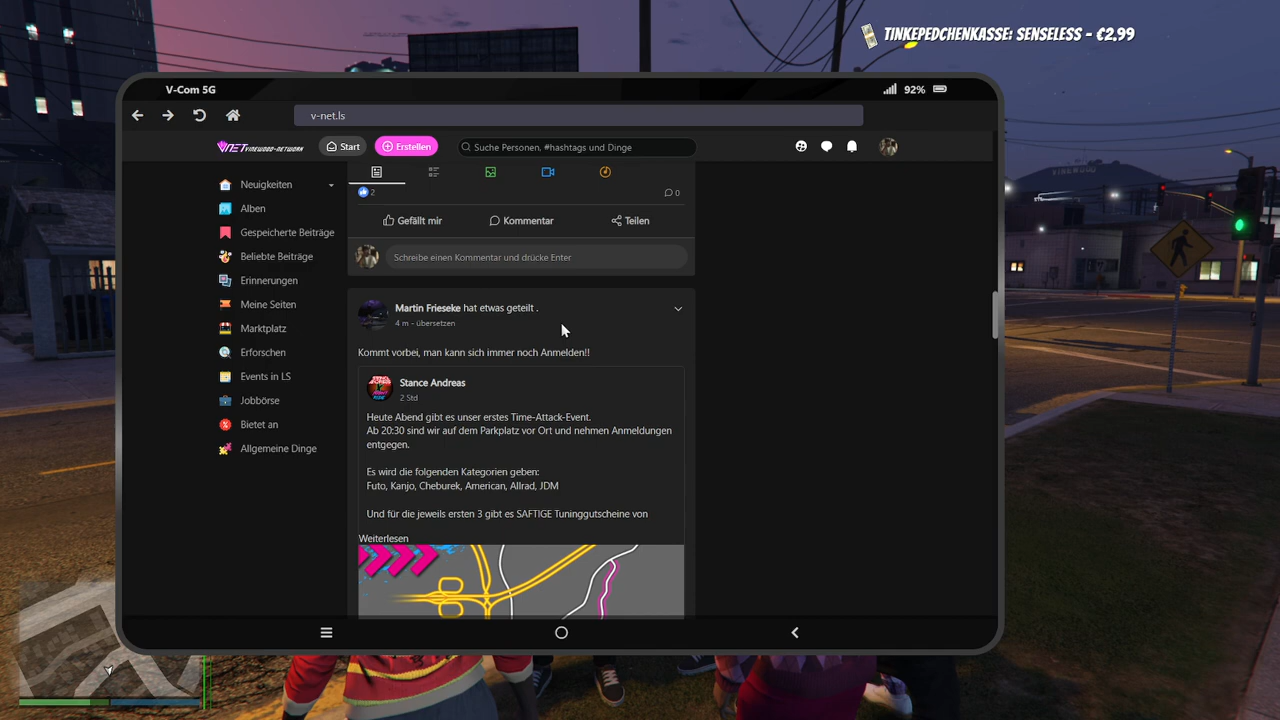 TINKEPEDCHENKASSE: SENSELESS - €2,99
V-Com 5G
92%
v-net.ls
VNET VINEWOOD-NETWORK
Start
Erstellen
Suche Personen, #hashtags und Dinge
Neuigkeiten
Alben
Gespeicherte Beiträge
Beliebte Beiträge
Erinnerungen
Meine Seiten
Marktplatz
Erforschen
Events in LS
Jobbörse
Bietet an
Allgemeine Dinge
2
0
Gefällt mir
Kommentar
Teilen
Schreibe einen Kommentar und drücke Enter
Martin Frieseke hat etwas geteilt .
4 m - übersetzen
Kommt vorbei, man kann sich immer noch Anmelden!!
Stance Andreas
2 Std
Heute Abend gibt es unser erstes Time-Attack-Event.
Ab 20:30 sind wir auf dem Parkplatz vor Ort und nehmen Anmeldungen
entgegen.
Es wird die folgenden Kategorien geben:
Futo, Kanjo, Cheburek, American, Allrad, JDM
Und für die jeweils ersten 3 gibt es SAFTIGE Tuninggutscheine von
Weiterlesen
VINEWOOD